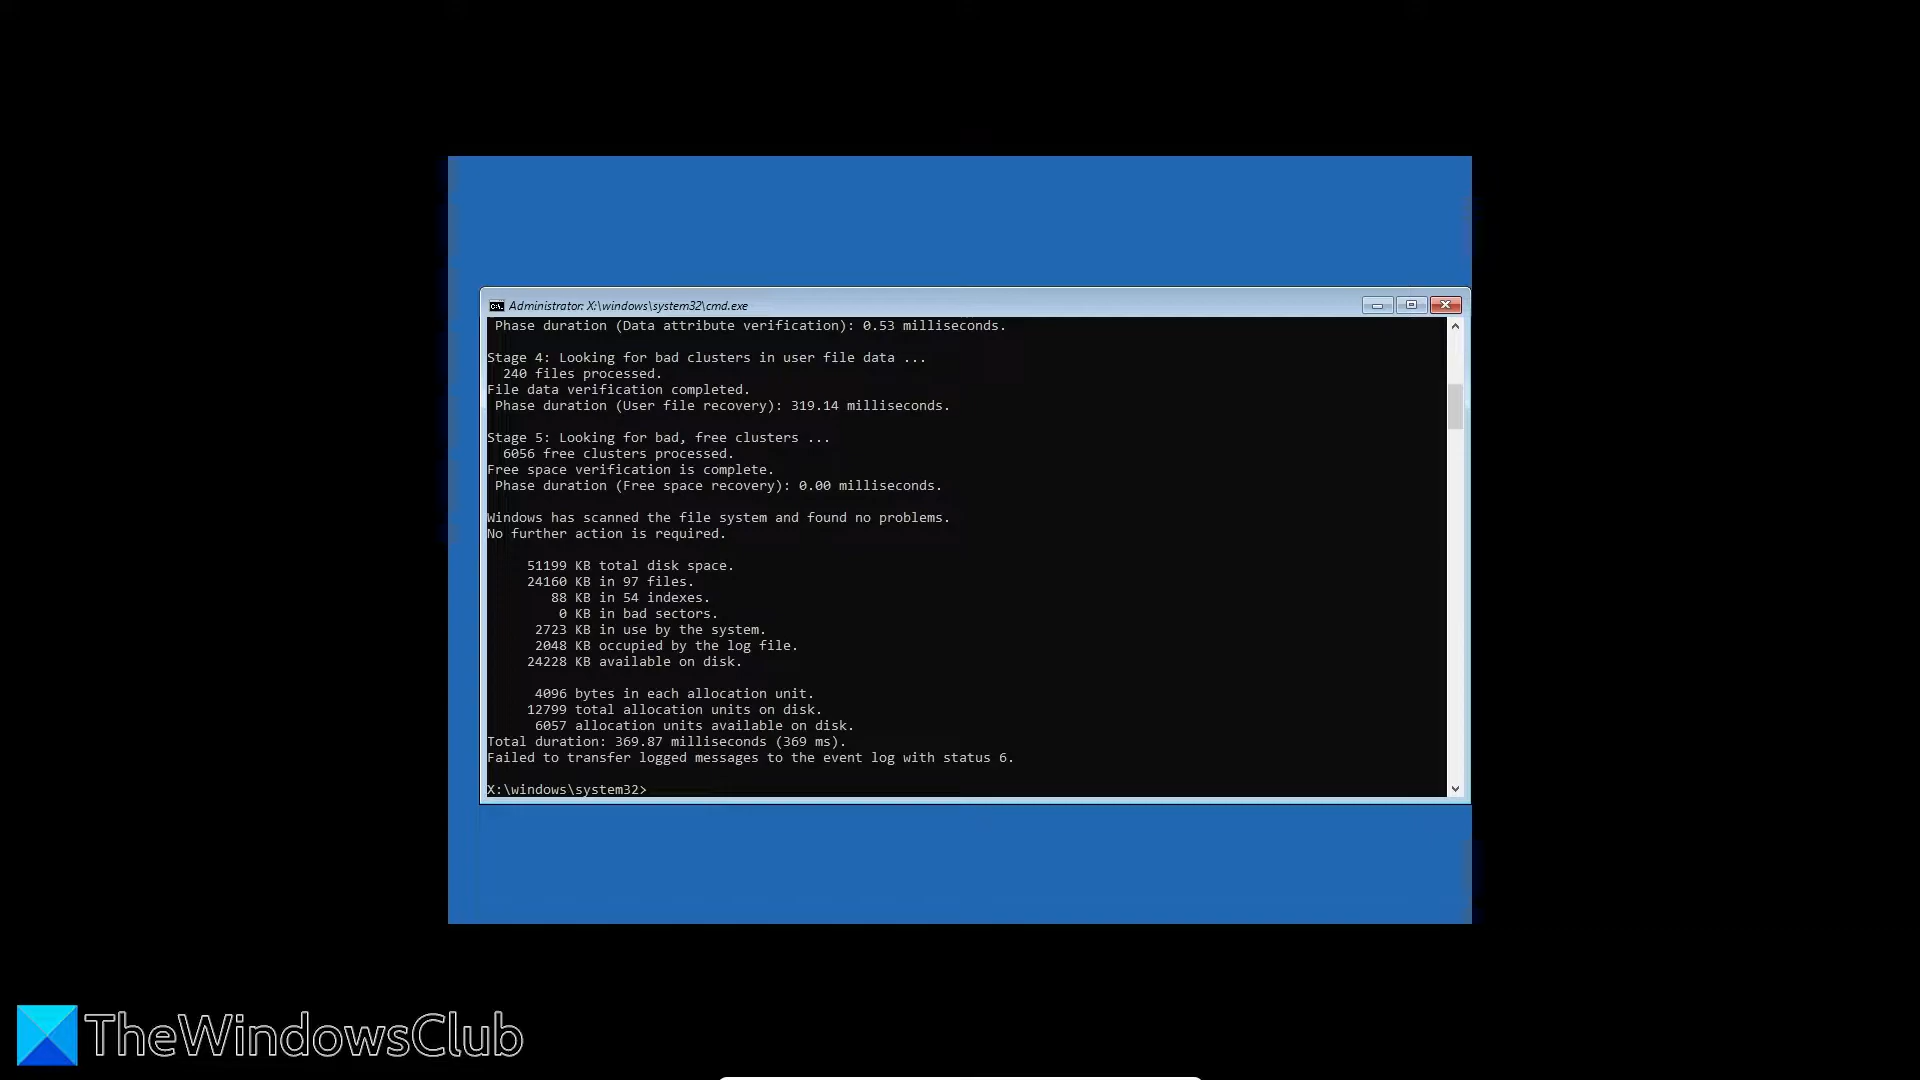 Administrator: X:\windows\system32\cmd.exe
Phase duration (Data attribute verification): 0.53 milliseconds.
Stage 4: Looking for bad clusters in user file data ...
240 files processed.
File data verification completed.
Phase duration (User file recovery): 319.14 milliseconds.
Stage 5: Looking for bad, free clusters ...
6056 free clusters processed.
Free space verification is complete.
Phase duration (Free space recovery): 0.00 milliseconds.
Windows has scanned the file system and found no problems.
No further action is required.
51199 KB total disk space.
24160 KB in 97 files.
88 KB in 54 indexes.
0 KB in bad sectors.
2723 KB in use by the system.
2048 KB occupied by the log file.
24228 KB available on disk.
4096 bytes in each allocation unit.
12799 total allocation units on disk.
6057 allocation units available on disk.
Total duration: 369.87 milliseconds (369 ms).
Failed to transfer logged messages to the event log with status 6.
X:\windows\system32>
TheWindowsClub